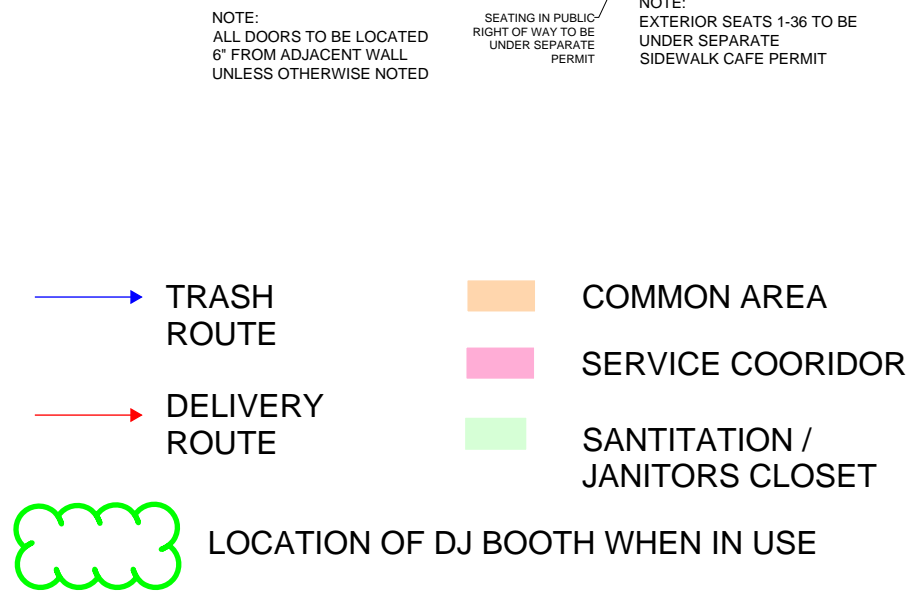 NOTE:
ALL DOORS TO BE LOCATED
6" FROM ADJACENT WALL
UNLESS OTHERWISE NOTED
SEATING IN PUBLIC
RIGHT OF WAY TO BE
UNDER SEPARATE
PERMIT
NOTE:
EXTERIOR SEATS 1-36 TO BE
UNDER SEPARATE
SIDEWALK CAFE PERMIT
TRASH
ROUTE
COMMON AREA
SERVICE COORIDOR
DELIVERY
ROUTE
SANTITATION /
JANITORS CLOSET
LOCATION OF DJ BOOTH WHEN IN USE